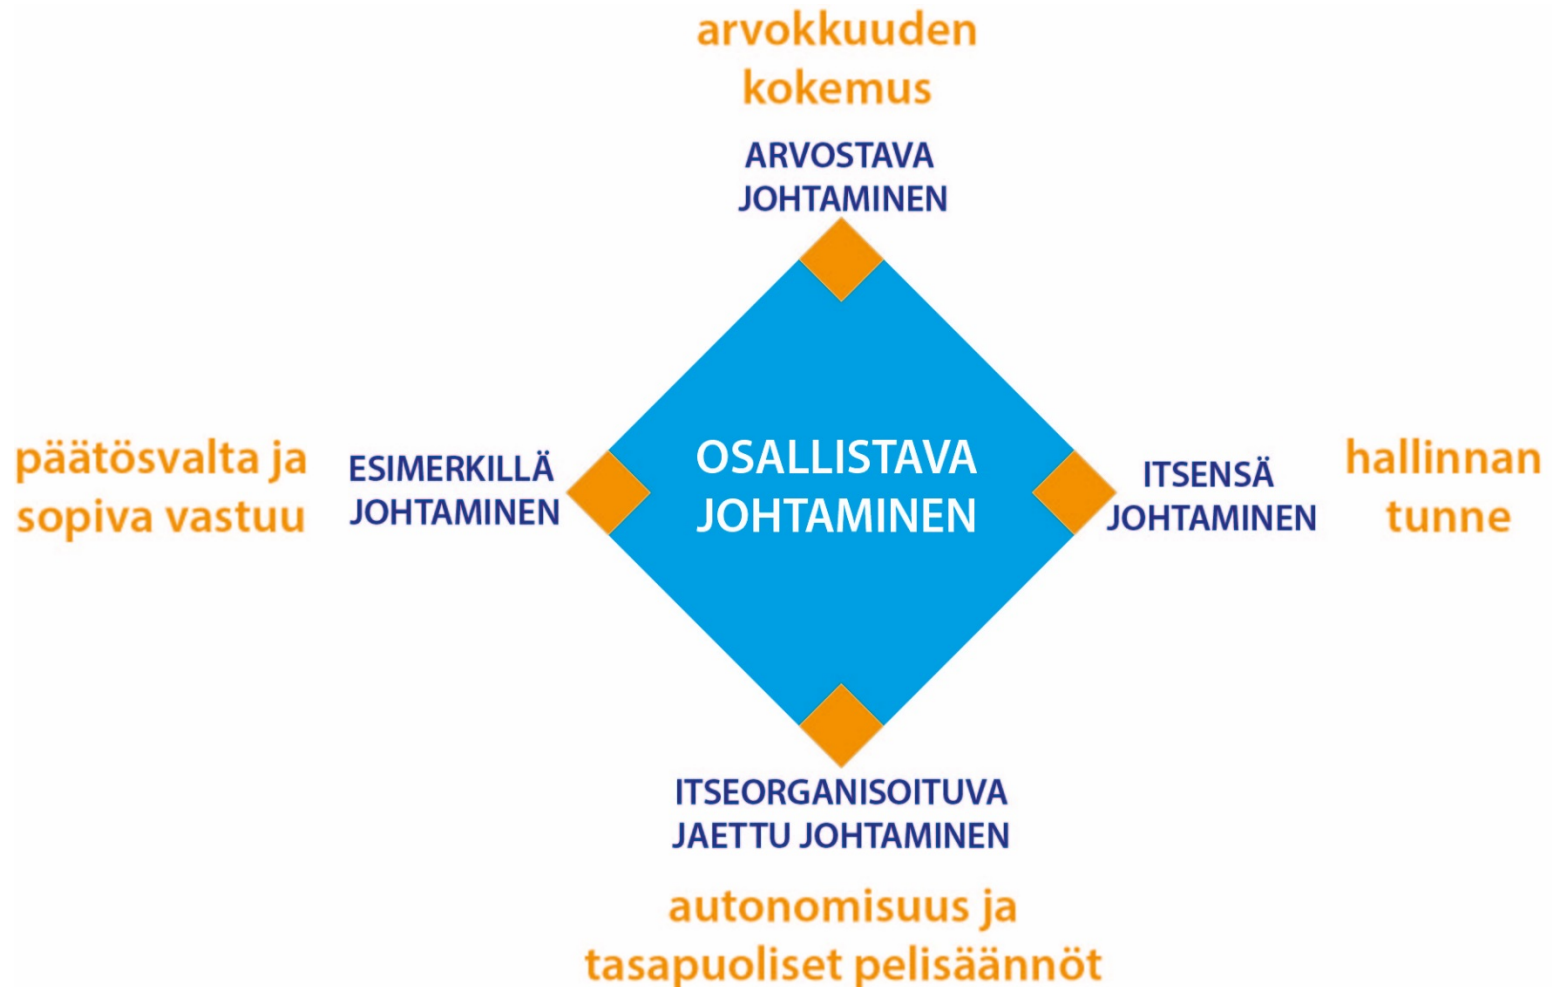 arvokkuuden
kokemus
ARVOSTAVA
JOHTAMINEN
päätösvalta ja
sopiva vastuu
ESIMERKILLÄ
JOHTAMINEN
OSALLISTAVA
JOHTAMINEN
ITSENSÄ
JOHTAMINEN
hallinnan
tunne
ITSEORGANISOITUVA
JAETTU JOHTAMINEN
autonomisuus ja
tasapuoliset pelisäännöt